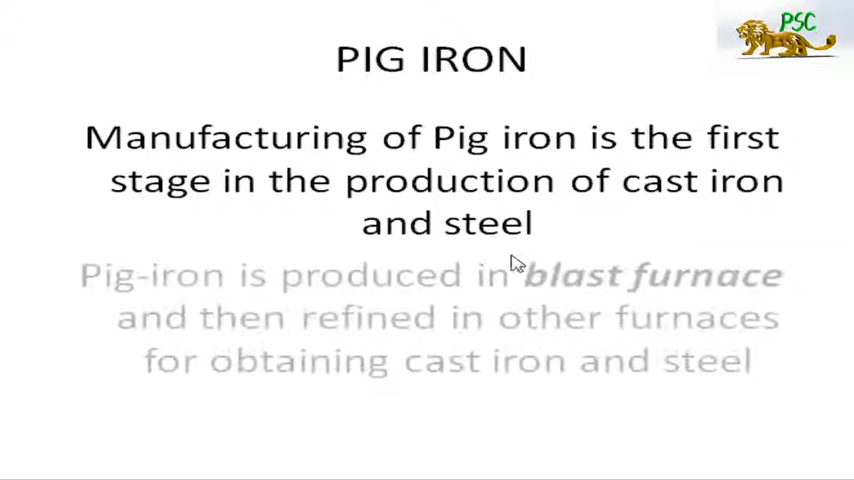 PSC
PIG IRON
Manufacturing of Pig iron is the first
stage in the production of cast iron
and steel
Pig-iron is produced in blast furnace
and then refined in other furnaces
for obtaining cast iron and steel